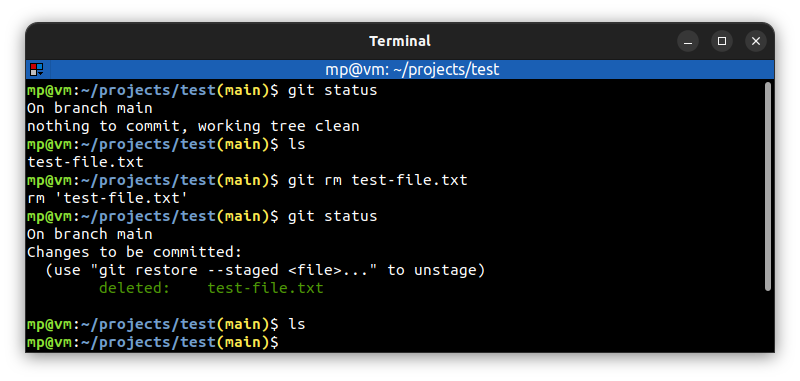 Terminal
mp@vm: ~/projects/test
mp@vm:~/projects/test(main)$ git status
On branch main
nothing to commit, working tree clean
mp@vm:~/projects/test(main)$ ls
test-file.txt
mp@vm:~/projects/test(main)$ git rm test-file.txt
rm 'test-file.txt'
mp@vm:~/projects/test(main)$ git status
On branch main
Changes to be committed:
  (use "git restore --staged <file>..." to unstage)
        deleted:    test-file.txt

mp@vm:~/projects/test(main)$ ls
mp@vm:~/projects/test(main)$